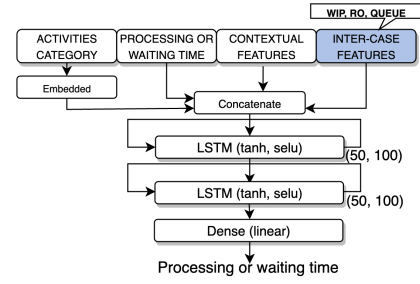 WIP, RO, QUEUE
ACTIVITIES CATEGORY
PROCESSING OR WAITING TIME
CONTEXTUAL FEATURES
INTER-CASE FEATURES
Embedded
Concatenate
LSTM (tanh, selu)
(50, 100)
LSTM (tanh, selu)
(50, 100)
Dense (linear)
Processing or waiting time